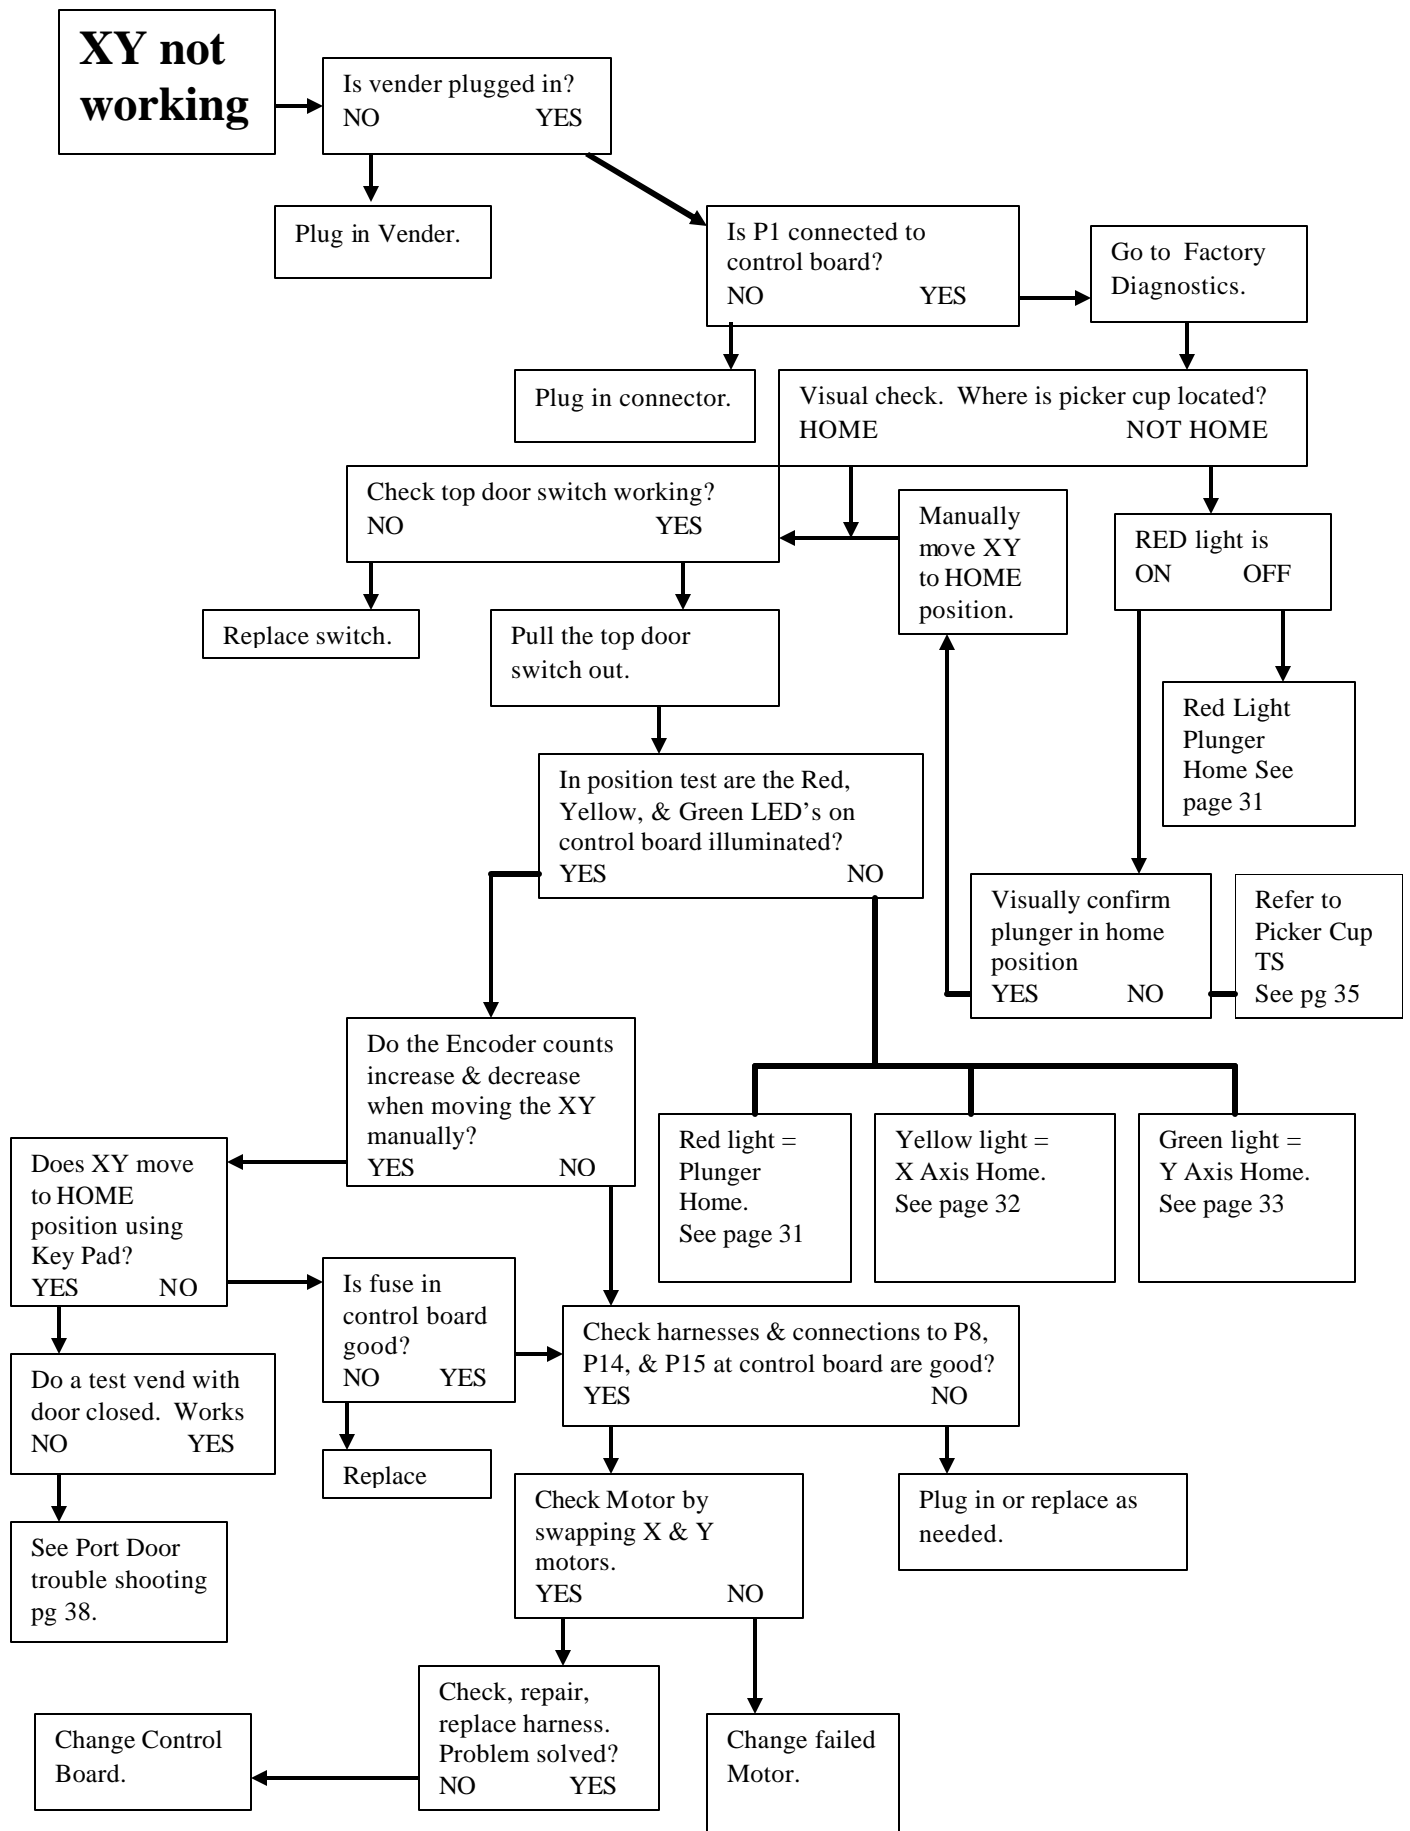 XY not
working
Is vender plugged in?
NO YES
Plug in Vender.
Is P1 connected to
control board?
NO YES
Go to Factory
Diagnostics.
Plug in connector.
Visual check. Where is picker cup located?
HOME NOT HOME
Check top door switch working?
NO YES
Manually
move XY
to HOME
position.
RED light is
ON OFF
Replace switch.
Pull the top door
switch out.
Red Light
Plunger
Home See
page 31
In position test are the Red,
Yellow, & Green LED's on
control board illuminated?
YES NO
Visually confirm
plunger in home
position
YES NO
Refer to
Picker Cup
TS
See pg 35
Do the Encoder counts
increase & decrease
when moving the XY
manually?
YES NO
Red light =
Plunger
Home.
See page 31
Yellow light =
X Axis Home.
See page 32
Green light =
Y Axis Home.
See page 33
Does XY move
to HOME
position using
Key Pad?
YES NO
Is fuse in
control board
good?
NO YES
Check harnesses & connections to P8,
P14, & P15 at control board are good?
YES NO
Do a test vend with
door closed. Works
NO YES
Replace
Check Motor by
swapping X & Y
motors.
YES NO
Plug in or replace as
needed.
See Port Door
trouble shooting
pg 38.
Check, repair,
replace harness.
Problem solved?
NO YES
Change Control
Board.
Change failed
Motor.